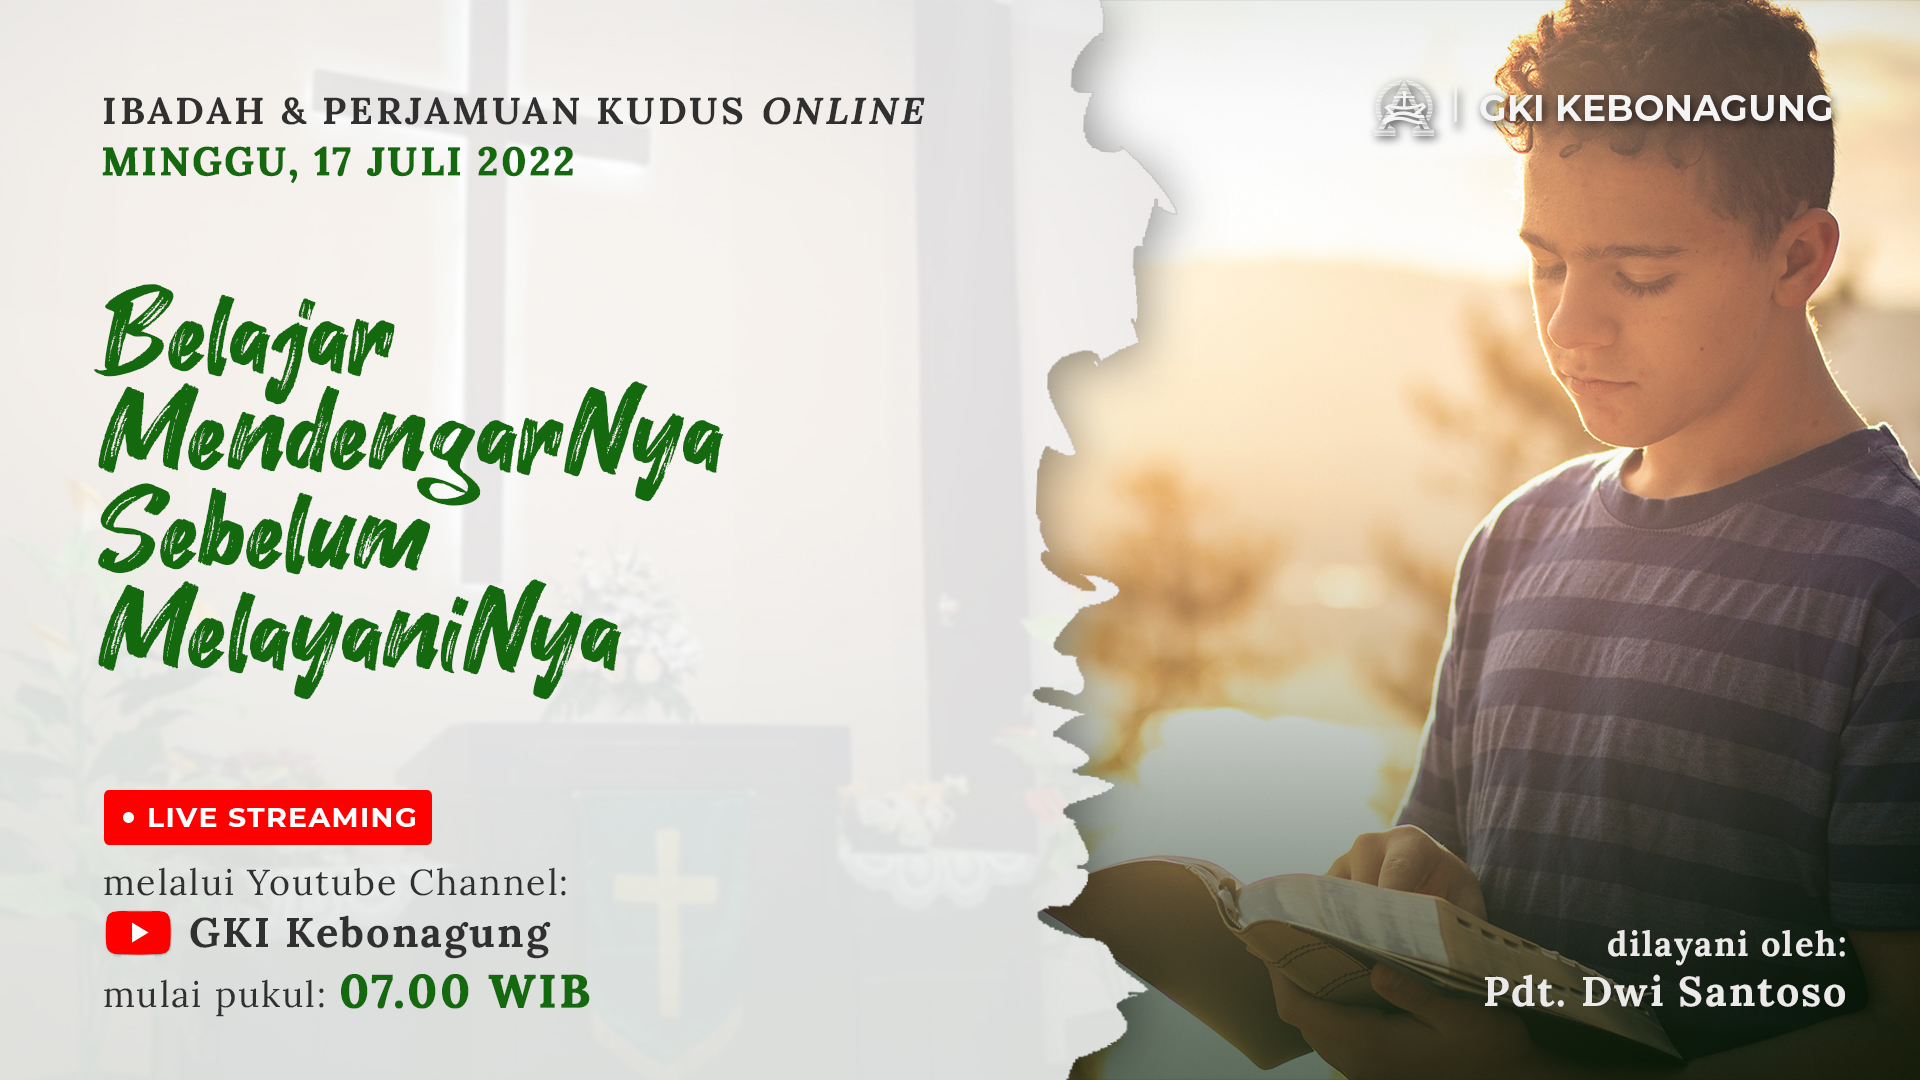 IBADAH & PERJAMUAN KUDUS ONLINE
MINGGU, 17 JULI 2022
GKI KEBONAGUNG
Belajar
MendengarNya
Sebelum
MelayaniNya
• LIVE STREAMING
melalui Youtube Channel:
GKI Kebonagung
mulai pukul: 07.00 WIB
dilayani oleh:
Pdt. Dwi Santoso